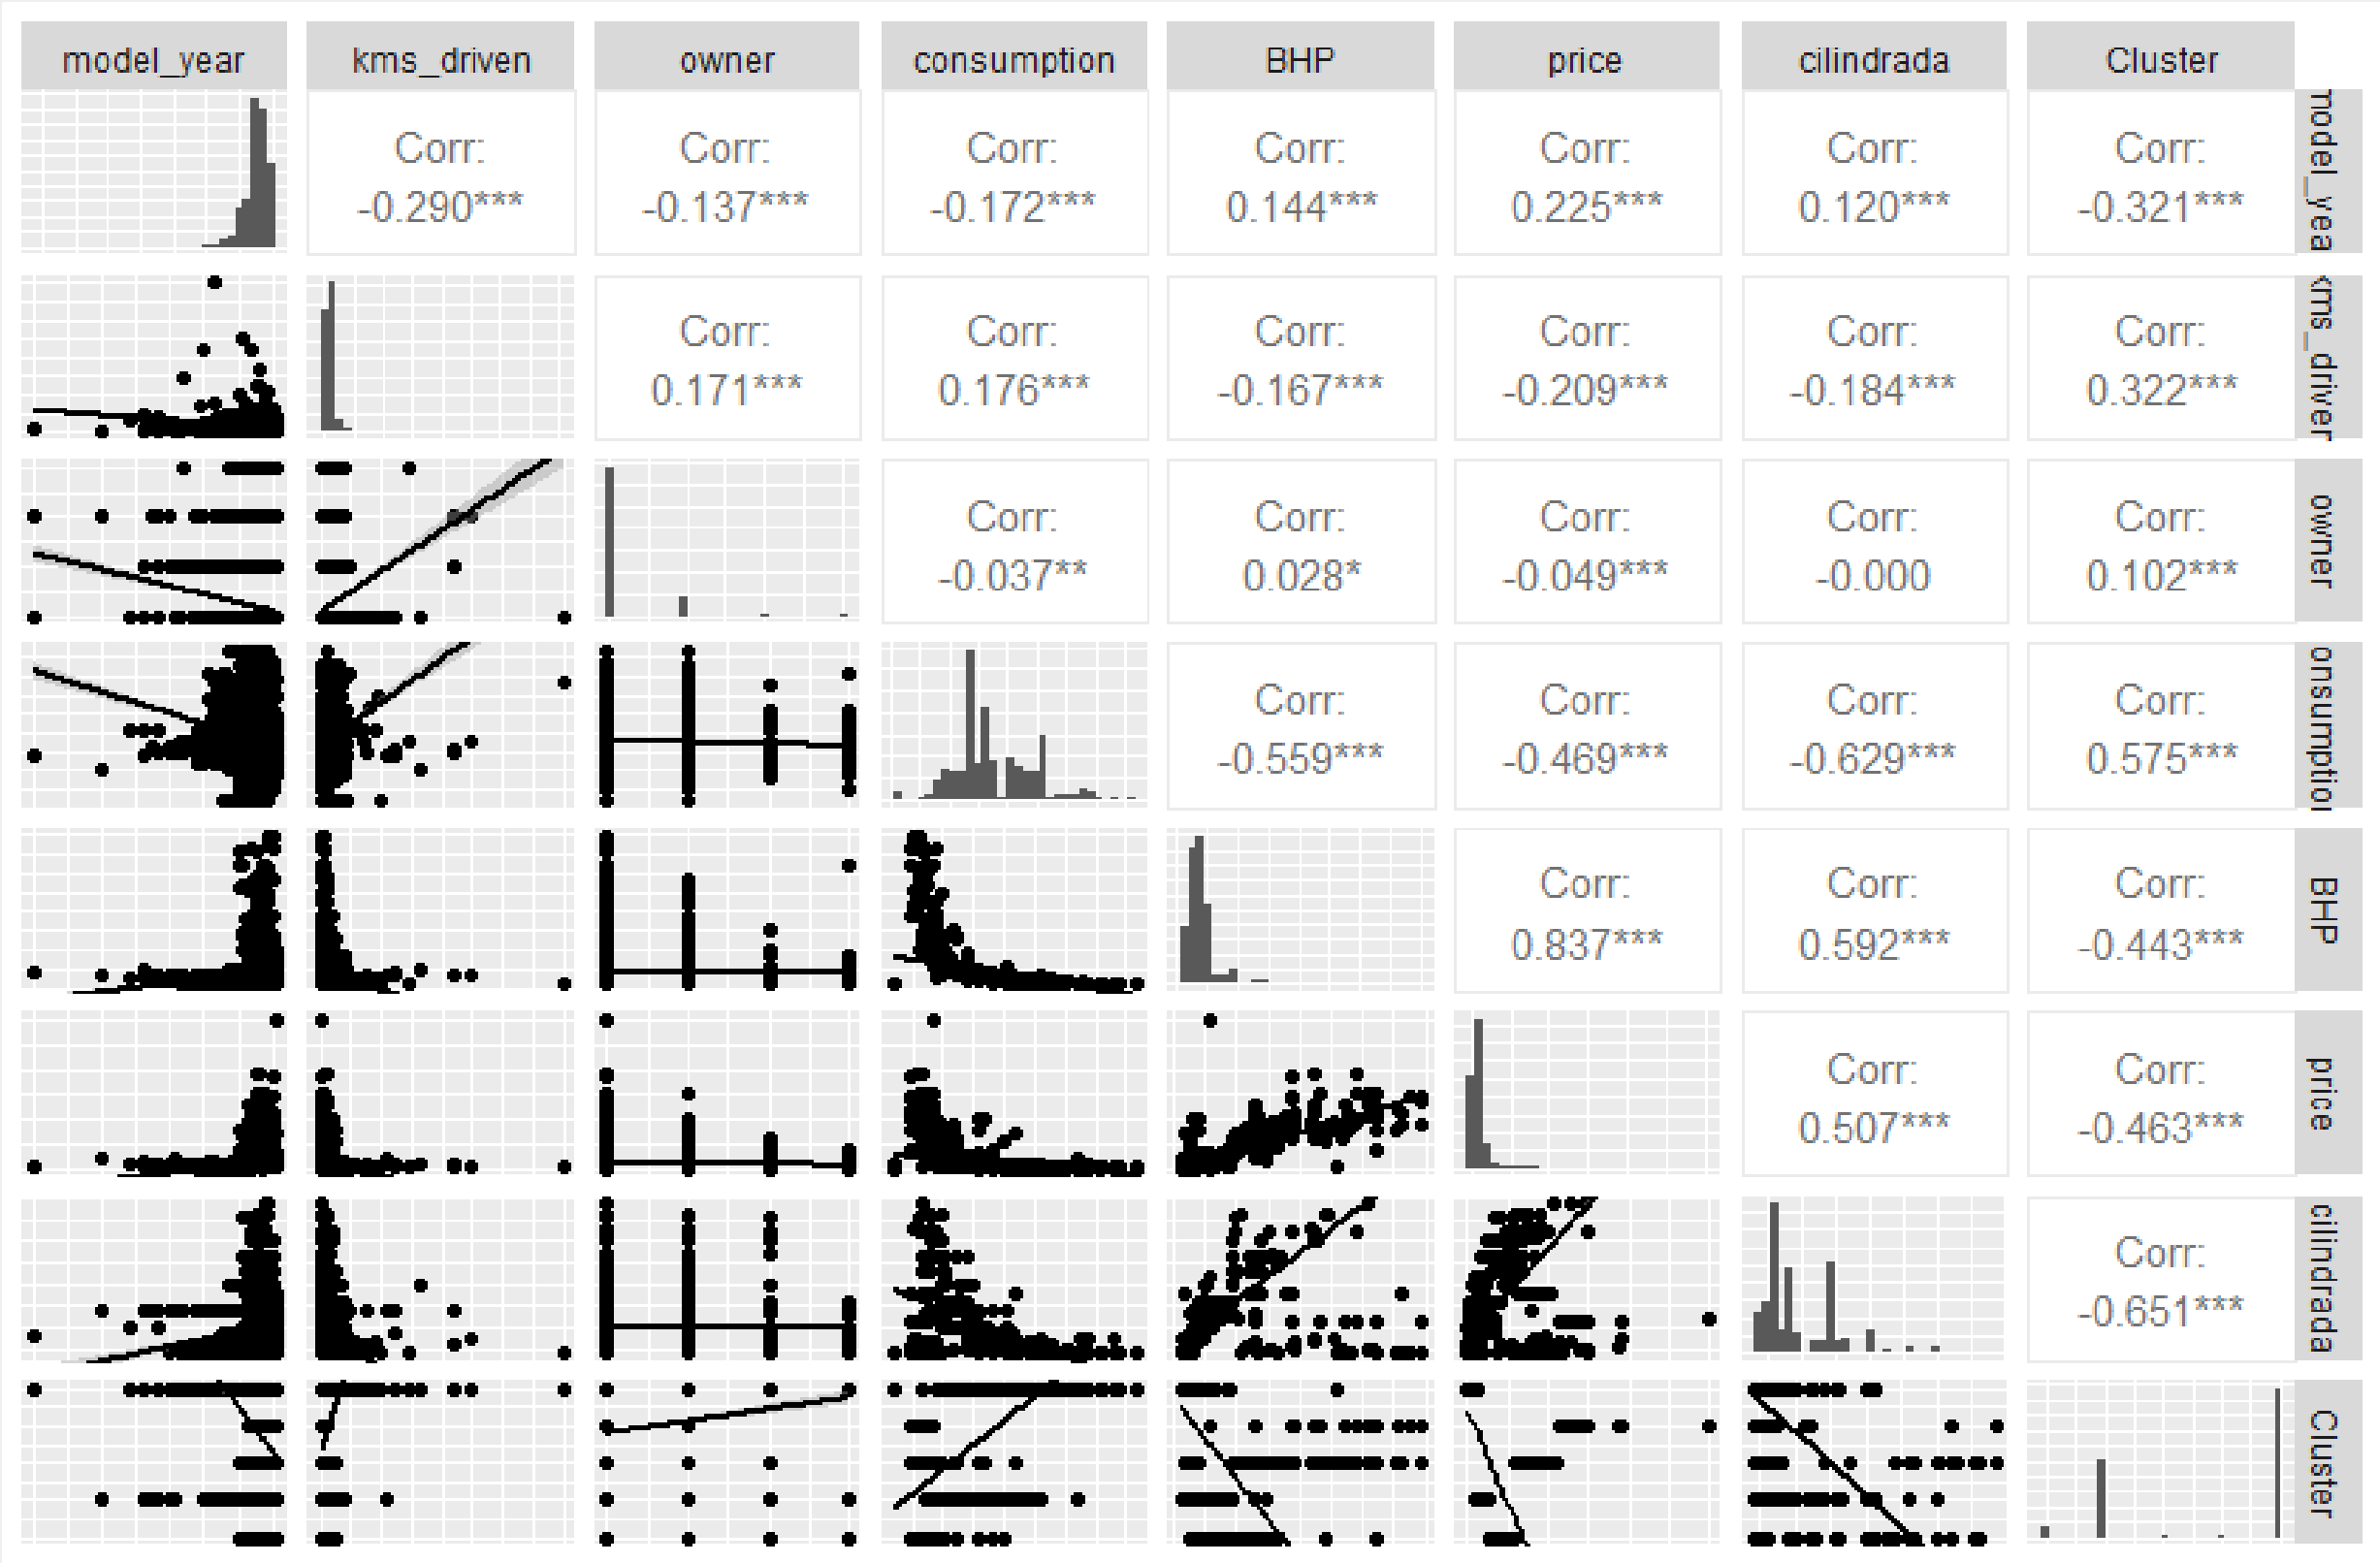 model_year kms_driven owner consumption BHP price cilindrada Cluster
Corr: Corr: Corr: Corr: Corr: Corr: Corr:
-0.290*** -0.137*** -0.172*** 0.144*** 0.225*** 0.120*** -0.321***
model_yea
Corr: Corr: Corr: Corr: Corr: Corr:
0.171*** 0.176*** -0.167*** -0.209*** -0.184*** 0.322***
kms_driver
Corr: Corr: Corr: Corr: Corr:
-0.037** 0.028* -0.049*** -0.000 0.102***
owner
Corr: Corr: Corr: Corr:
-0.559*** -0.469*** -0.629*** 0.575***
onsumption
Corr: Corr: Corr:
0.837*** 0.592*** -0.443***
BHP
Corr: Corr:
0.507*** -0.463***
price
Corr:
-0.651***
cilindrada
Cluster